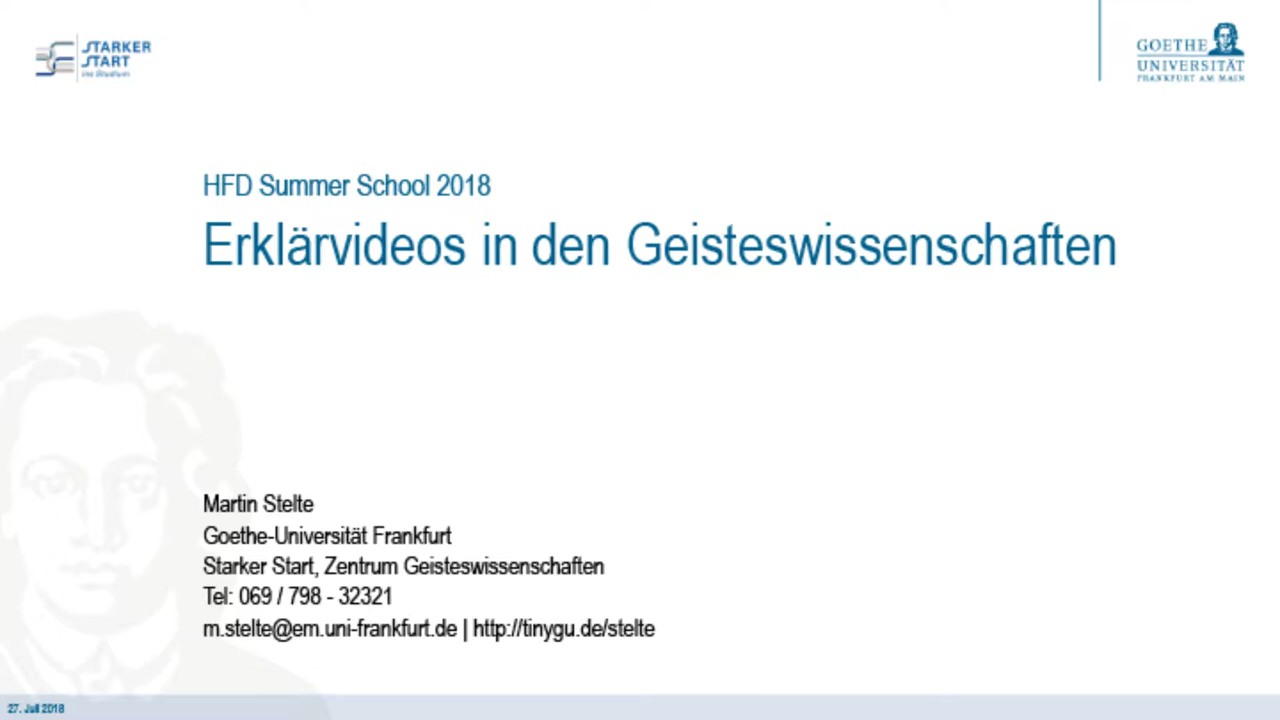 STARKER
START
ins Studium
GOETHE
UNIVERSITÄT
FRANKFURT AM MAIN
HFD Summer School 2018
Erklärvideos in den Geisteswissenschaften
Martin Stelte
Goethe-Universität Frankfurt
Starker Start, Zentrum Geisteswissenschaften
Tel: 069 / 798 - 32321
m.stelte@em.uni-frankfurt.de | http://tinygu.de/stelte
27. Juli 2018